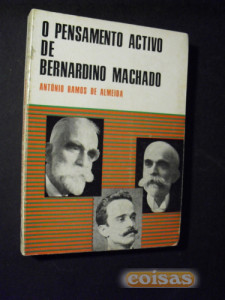 O PENSAMENTO ACTIVO
DE
BERNARDINO MACHADO
ANTÓNIO RAMOS DE ALMEIDA
coisas